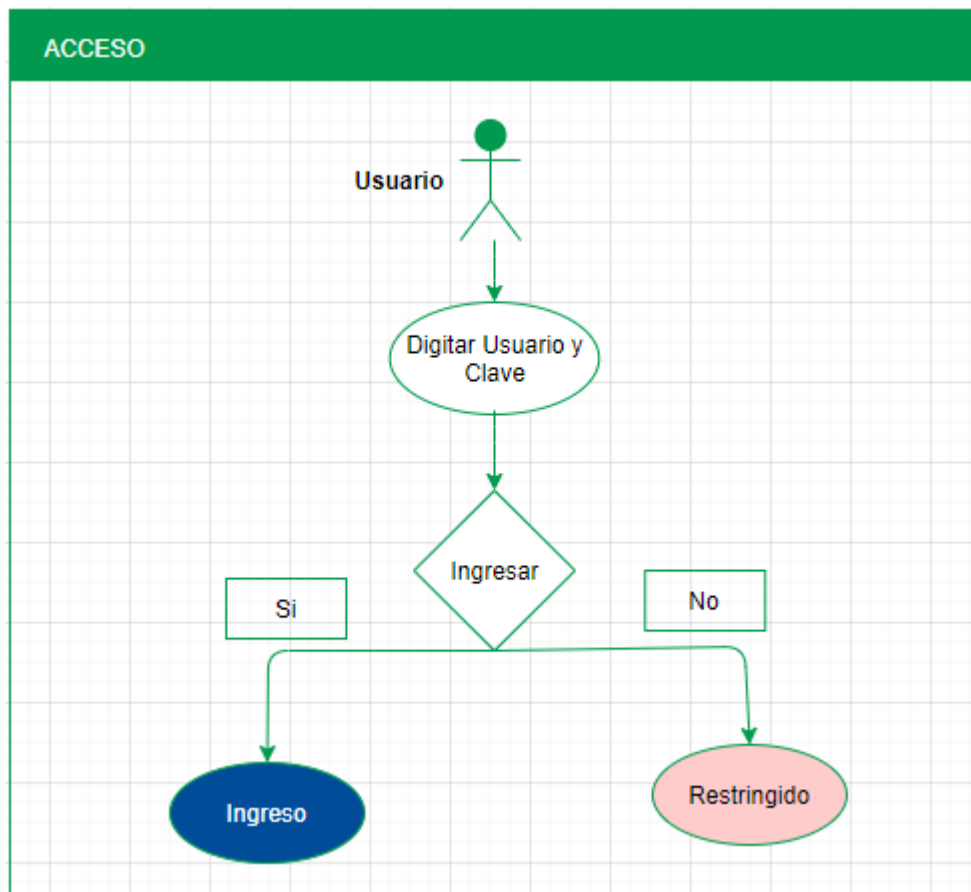 ACCESO
Usuario
Digitar Usuario y
Clave
Ingresar
Si
No
Ingreso
Restringido